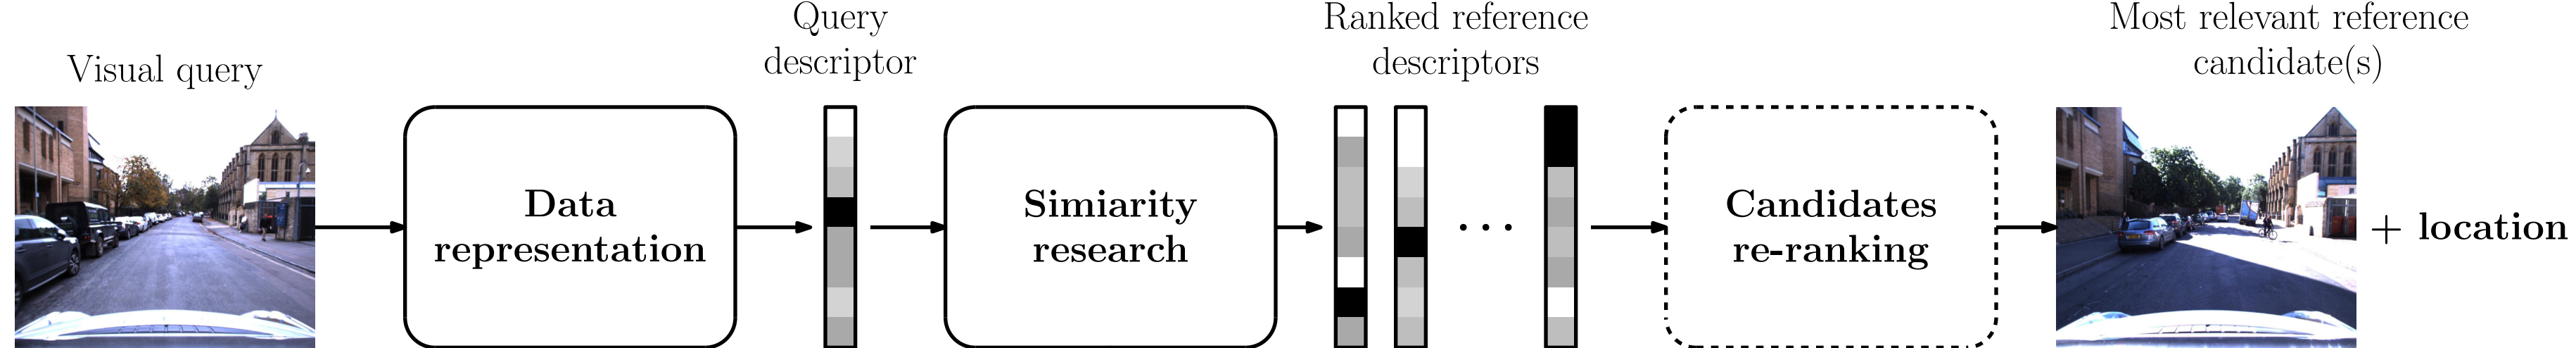 Visual query
Data
representation
Query
descriptor
Simiarity
research
Ranked reference
descriptors
. . .
Candidates
re-ranking
Most relevant reference
candidate(s)
+ location